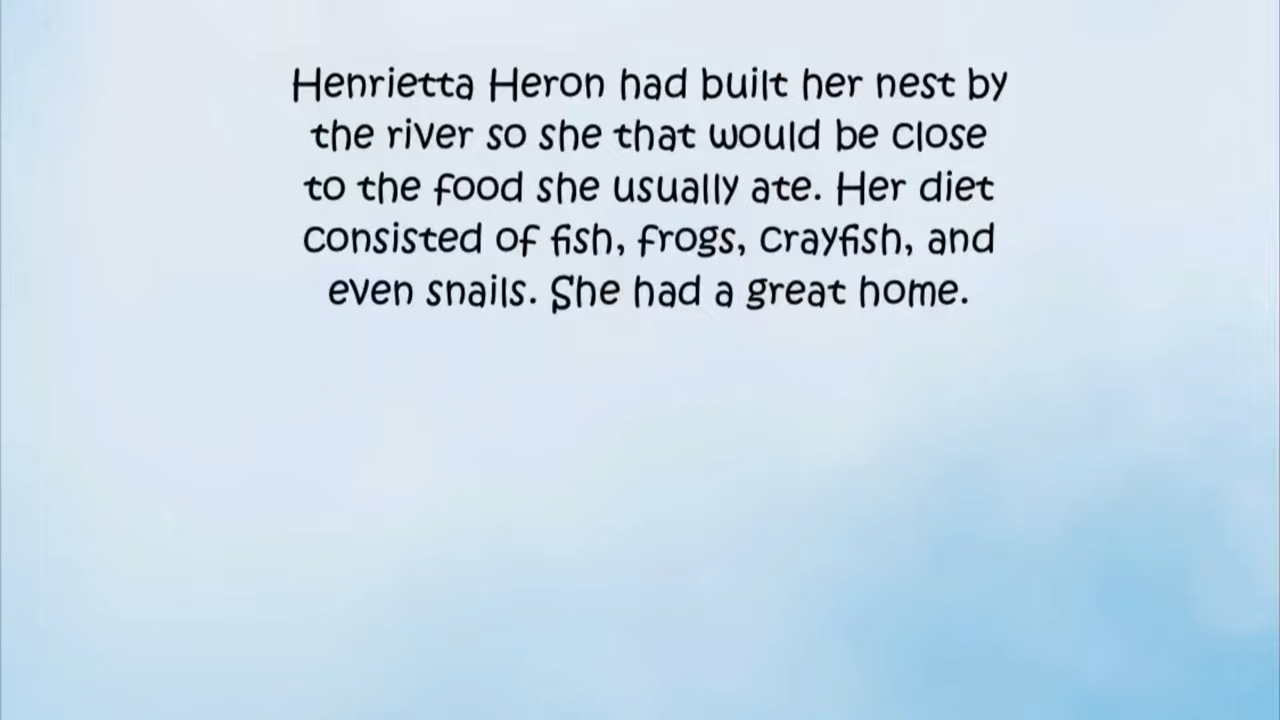 Henrietta Heron had built her nest by
the river so she that would be close
to the food she usually ate. Her diet
consisted of fish, frogs, crayfish, and
even snails. She had a great home.